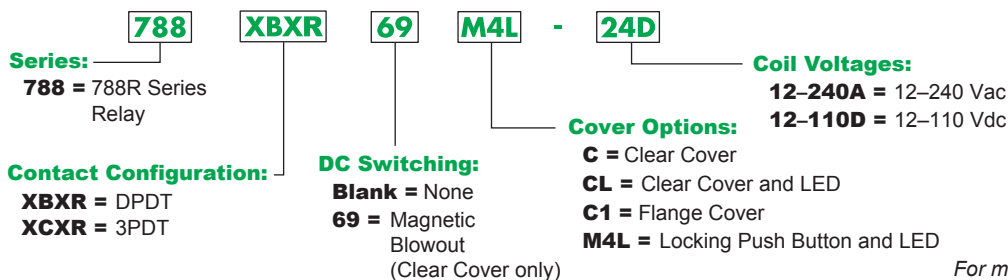 788 XBXR 69 M4L - 24D
Series:
788 = 788R Series
Relay
Contact Configuration:
XBXR = DPDT
XCXR = 3PDT
DC Switching:
Blank = None
69 = Magnetic
Blowout
(Clear Cover only)
Cover Options:
C = Clear Cover
CL = Clear Cover and LED
C1 = Flange Cover
M4L = Locking Push Button and LED
Coil Voltages:
12–240A = 12–240 Vac
12–110D = 12–110 Vdc
For m